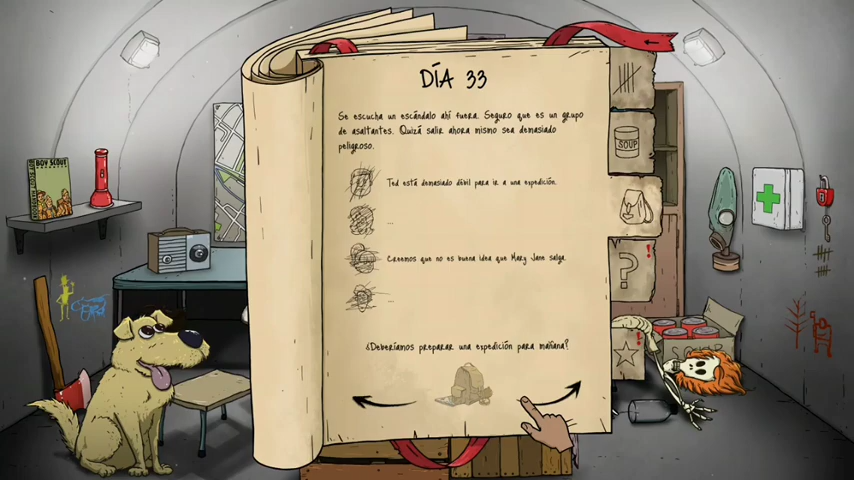 DÍA 33
Se escucha un escándalo ahí fuera. Seguro que es un grupo
de asaltantes. Quizá salir ahora mismo sea demasiado
peligroso.
Ted está demasiado débil para ir a una expedición.
...
Creemos que no es buena idea que Mary Jane salga.
...
¿Deberíamos preparar una expedición para mañana?
SOUP
?
BOY SCOUT